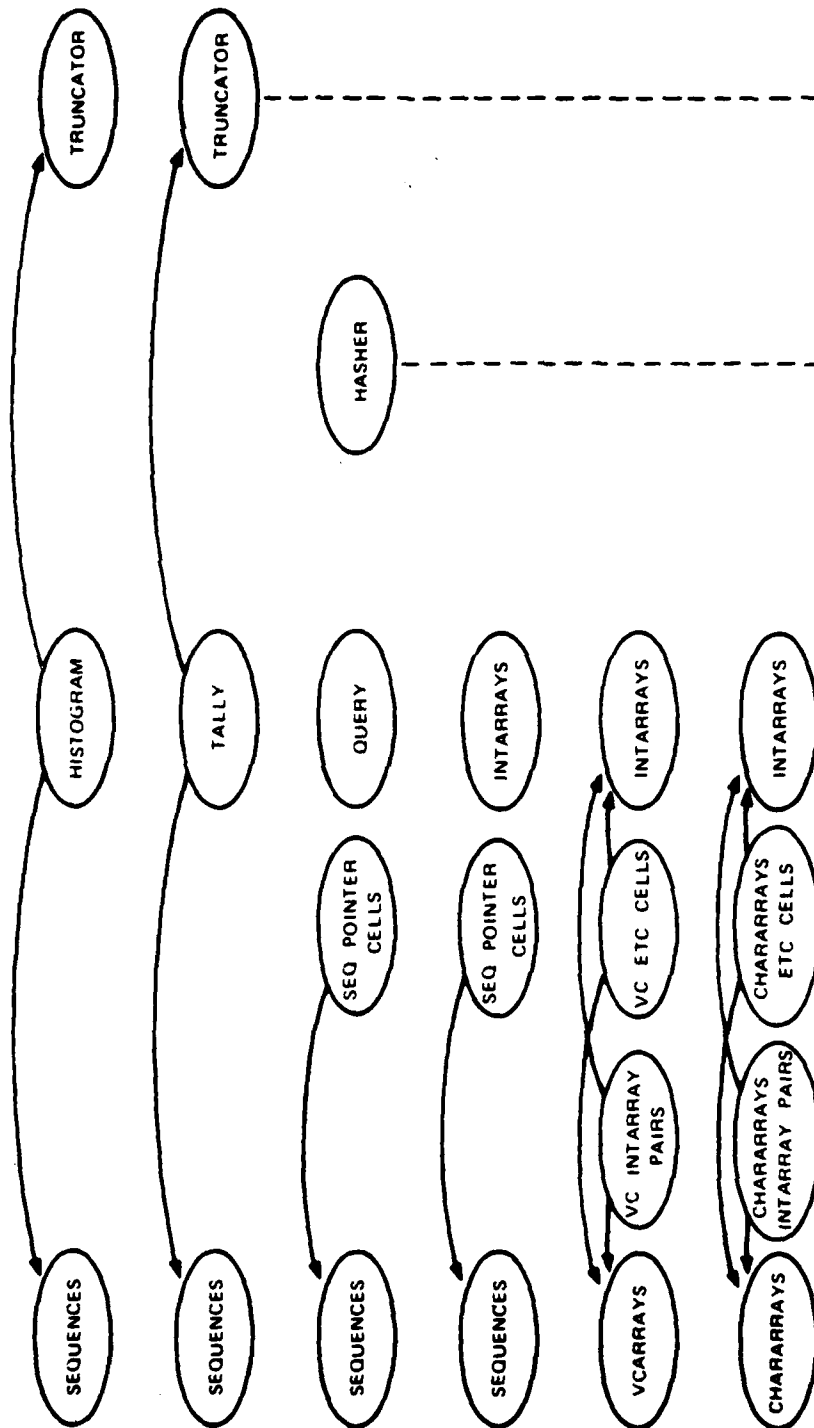 SEQUENCES
HISTOGRAM
TRUNCATOR
SEQUENCES
TALLY
TRUNCATOR
SEQUENCES
SEQ POINTER
CELLS
QUERY
HASHER
SEQUENCES
SEQ POINTER
CELLS
INTARRAYS
VCARRAYS
VC INTARRAY
PAIRS
VC ETC CELLS
INTARRAYS
CHARARRAYS
CHARARRAYS
INTARRAY PAIRS
CHARARRAYS
ETC CELLS
INTARRAYS